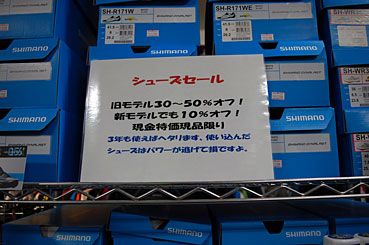 SH-R171W
SH-R171WE
SHIMANO
SHIMANO
SHIMANO
SHIMANO
SHIMANO
SHIMANO
シューズセール
旧モデル30～50%オフ！
新モデルでも10%オフ！
現金特価現品限り
3年も使えばヘタります、使い込んだ
シューズはパワーが逃げて損ですよ。
SHIMANO
SHIMANO
SHIMANO